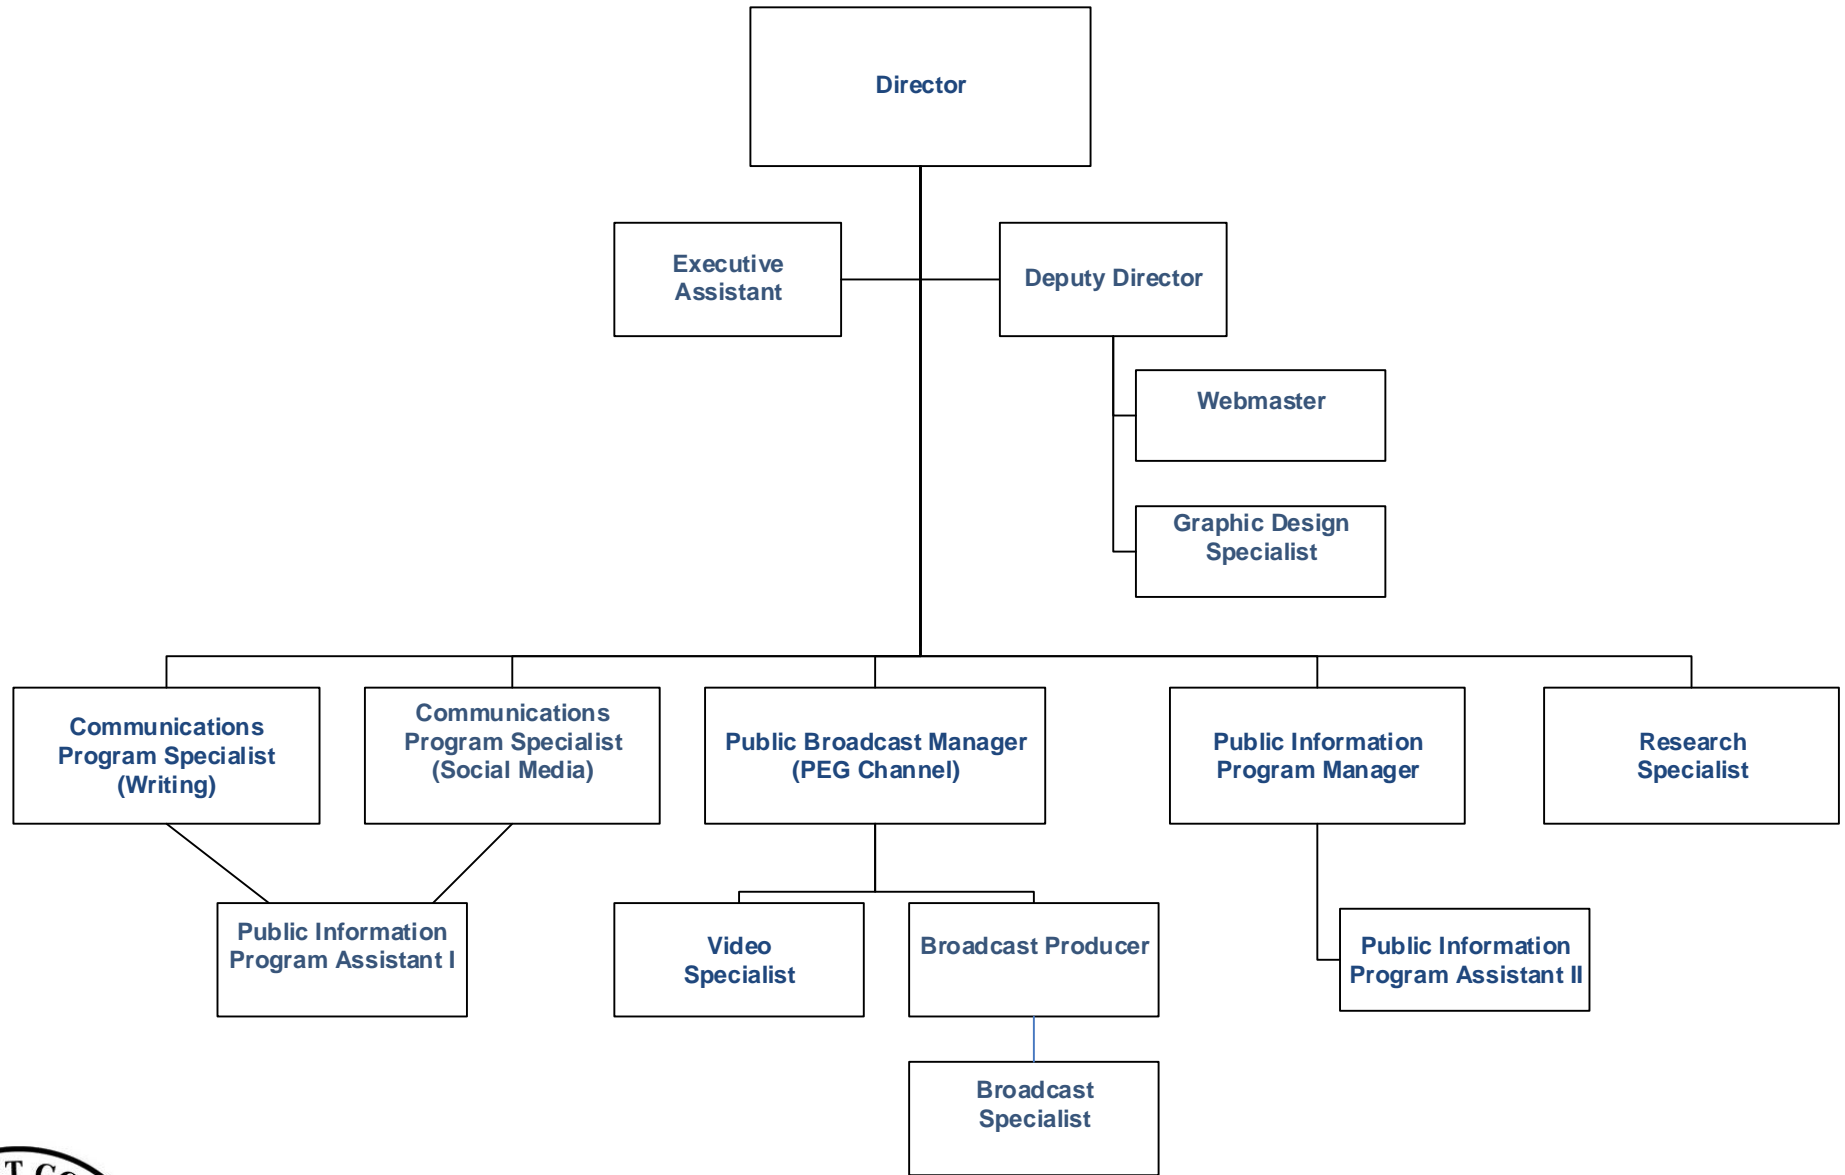 Director
Executive
Assistant
Deputy Director
Webmaster
Graphic Design
Specialist
Communications
Program Specialist
(Writing)
Communications
Program Specialist
(Social Media)
Public Broadcast Manager
(PEG Channel)
Public Information
Program Manager
Research
Specialist
Public Information
Program Assistant I
Video
Specialist
Broadcast Producer
Public Information
Program Assistant II
Broadcast
Specialist